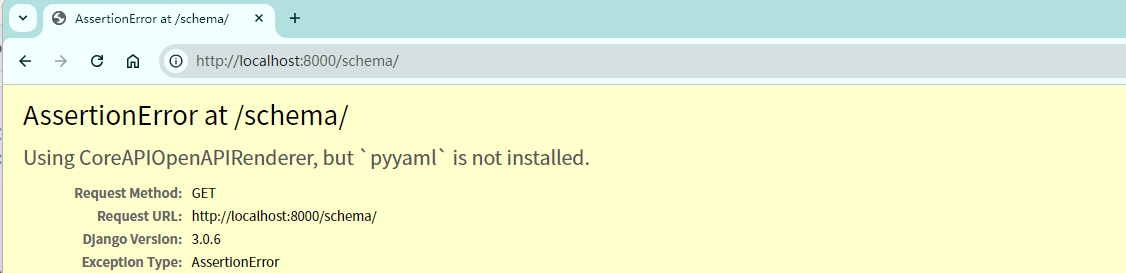 AssertionError at /schema/
http://localhost:8000/schema/
AssertionError at /schema/
Using CoreAPIOpenAPIRenderer, but `pyyaml` is not installed.
Request Method: GET
Request URL: http://localhost:8000/schema/
Django Version: 3.0.6
Exception Type: AssertionError